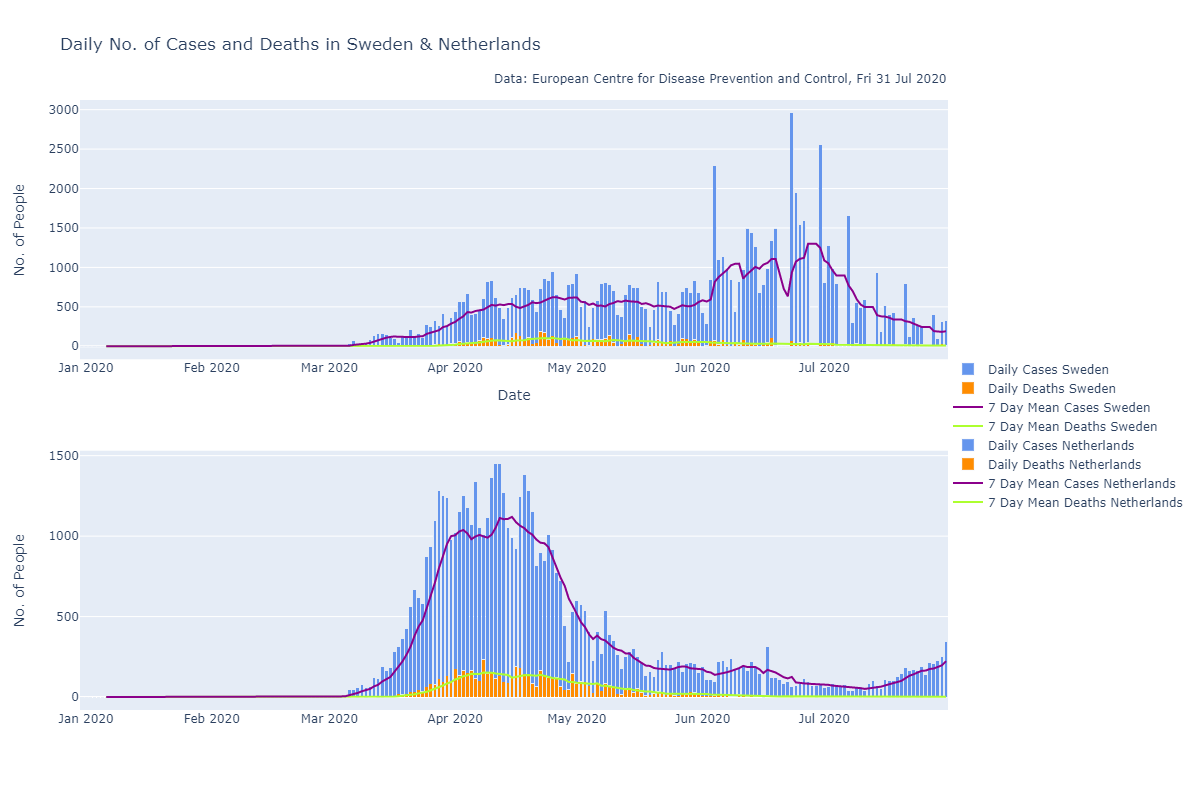 Daily No. of Cases and Deaths in Sweden & Netherlands
Data: European Centre for Disease Prevention and Control, Fri 31 Jul 2020
3000
2500
2000
1500
1000
500
0
No. of People
Jan 2020 Feb 2020 Mar 2020 Apr 2020 May 2020 Jun 2020 Jul 2020
Date
Daily Cases Sweden
Daily Deaths Sweden
7 Day Mean Cases Sweden
7 Day Mean Deaths Sweden
Daily Cases Netherlands
Daily Deaths Netherlands
7 Day Mean Cases Netherlands
7 Day Mean Deaths Netherlands
1500
1000
500
0
No. of People
Jan 2020 Feb 2020 Mar 2020 Apr 2020 May 2020 Jun 2020 Jul 2020